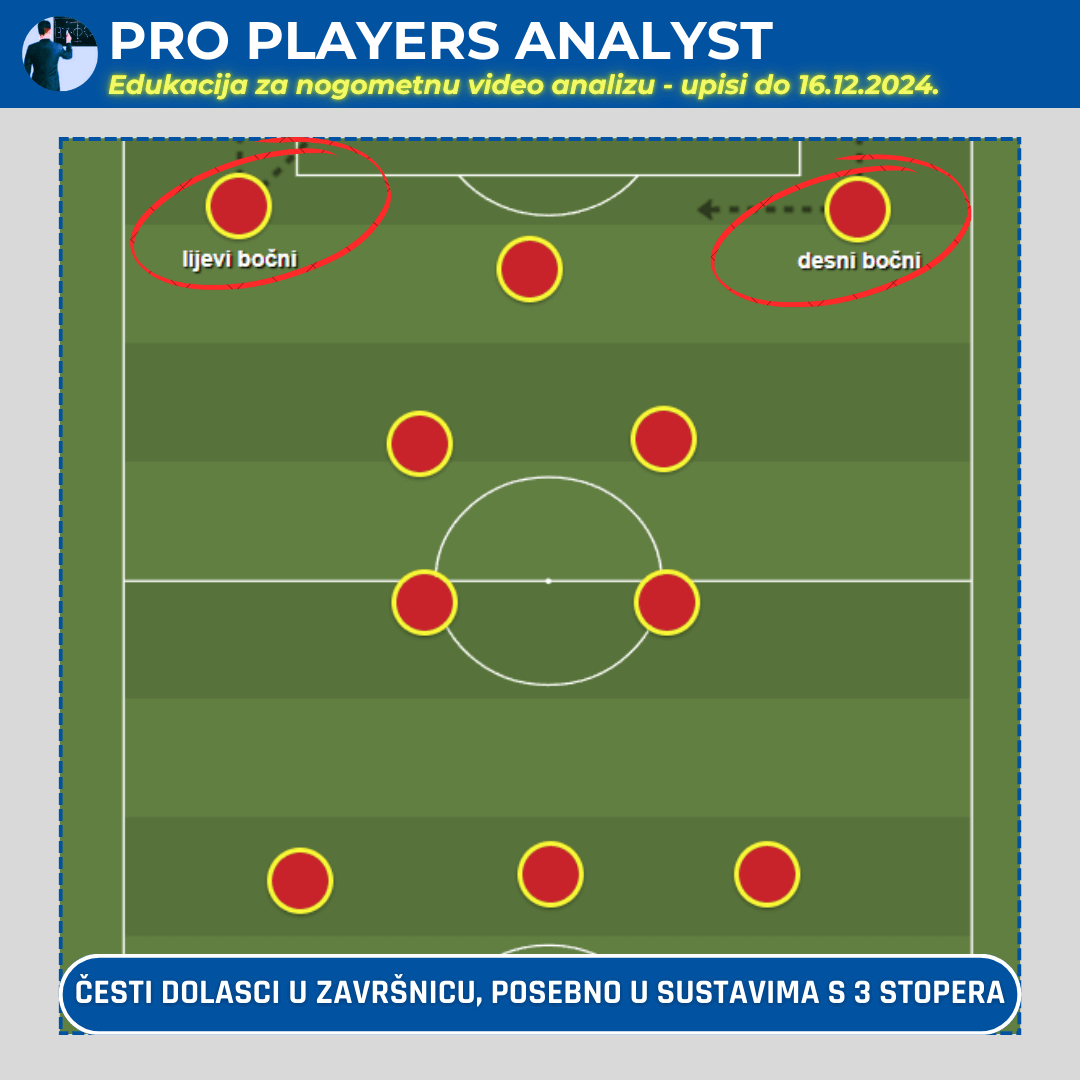 PRO PLAYERS ANALYST
Edukacija za nogometnu video analizu - upisi do 16.12.2024.
lijevi bočni
desni bočni
ČESTI DOLASCI U ZAVRŠNICU, POSEBNO U SUSTAVIMA S 3 STOPERA